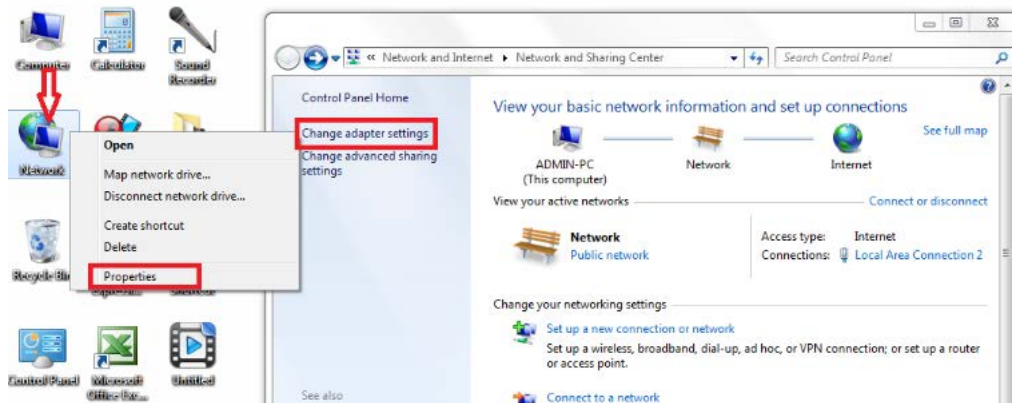 Computer
Calculator
Sound
Recorder
Network
Open
Map network drive...
Disconnect network drive...
Create shortcut
Delete
Properties
Recycle Bin
Shortcut
Control Panel
Microsoft
Office Exc...
Untitled
« Network and Internet ▸ Network and Sharing Center
Search Control Panel
Control Panel Home
Change adapter settings
Change advanced sharing
settings
See also
View your basic network information and set up connections
See full map
ADMIN-PC
(This computer)
Network
Internet
View your active networks
Connect or disconnect
Network
Public network
Access type: Internet
Connections: Local Area Connection 2
Change your networking settings
Set up a new connection or network
Set up a wireless, broadband, dial-up, ad hoc, or VPN connection; or set up a router
or access point.
Connect to a network